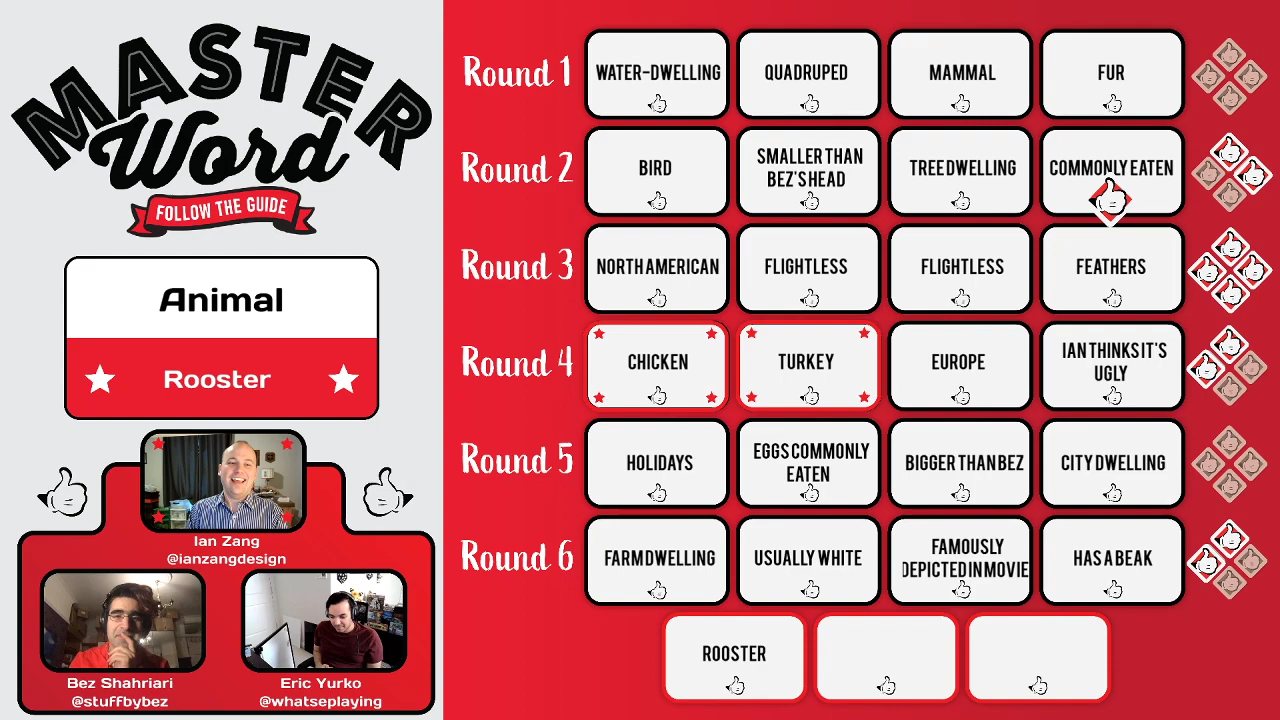 MASTER
Word
FOLLOW THE GUIDE
Animal
Rooster
Ian Zang
@ianzangdesign
Bez Shahriari
@stuffbybez
Eric Yurko
@whatseplaying
Round 1
WATER-DWELLING
QUADRUPED
MAMMAL
FUR
Round 2
BIRD
SMALLER THAN
BEZ'S HEAD
TREE DWELLING
COMMONLY EATEN
Round 3
NORTH AMERICAN
FLIGHTLESS
FLIGHTLESS
FEATHERS
Round 4
CHICKEN
TURKEY
EUROPE
IAN THINKS IT'S
UGLY
Round 5
HOLIDAYS
EGGS COMMONLY
EATEN
BIGGER THAN BEZ
CITY DWELLING
Round 6
FARM DWELLING
USUALLY WHITE
FAMOUSLY
DEPICTED IN MOVIE
HAS A BEAK
ROOSTER